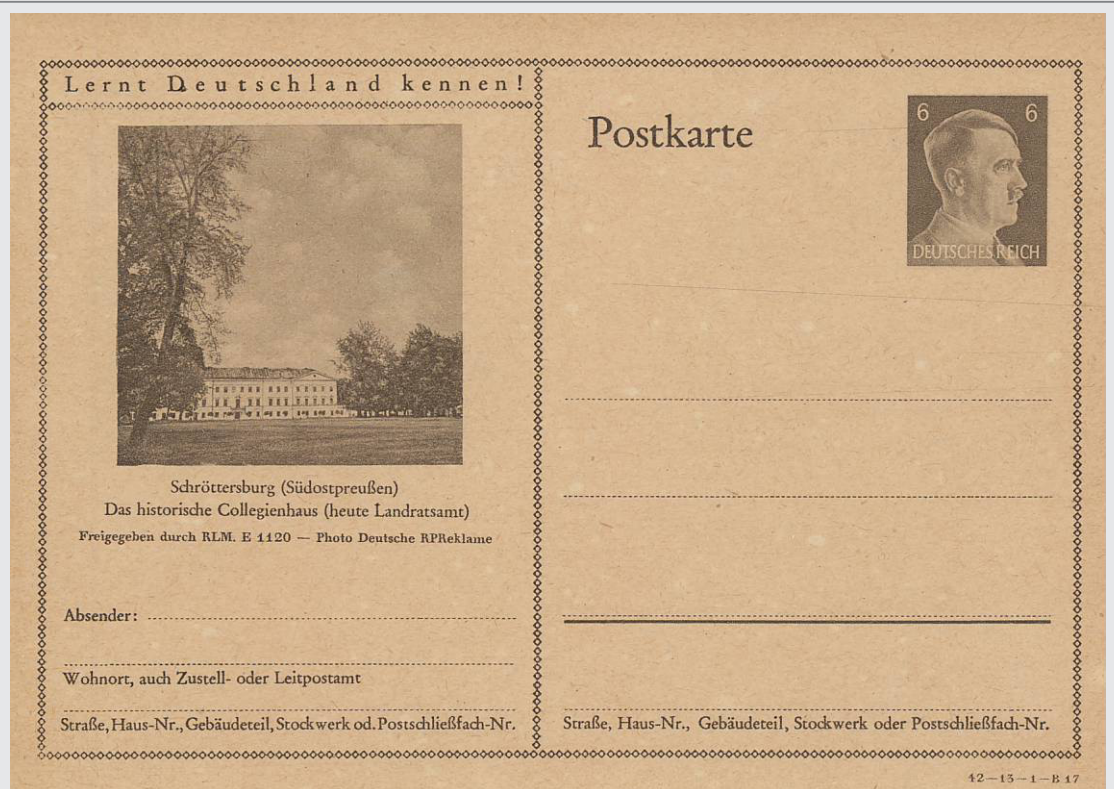 Lernt Deutschland kennen!
Schröttersburg (Südostpreußen)
Das historische Collegienhaus (heute Landratsamt)
Freigegeben durch RLM. E 1120 — Photo Deutsche RPReklame
Absender:
Wohnort, auch Zustell- oder Leitpostamt
Straße, Haus-Nr., Gebäudeteil, Stockwerk od. Postschließfach-Nr.
Postkarte
6 6
DEUTSCHES REICH
Straße, Haus-Nr., Gebäudeteil, Stockwerk oder Postschließfach-Nr.
42—13—1—B 17